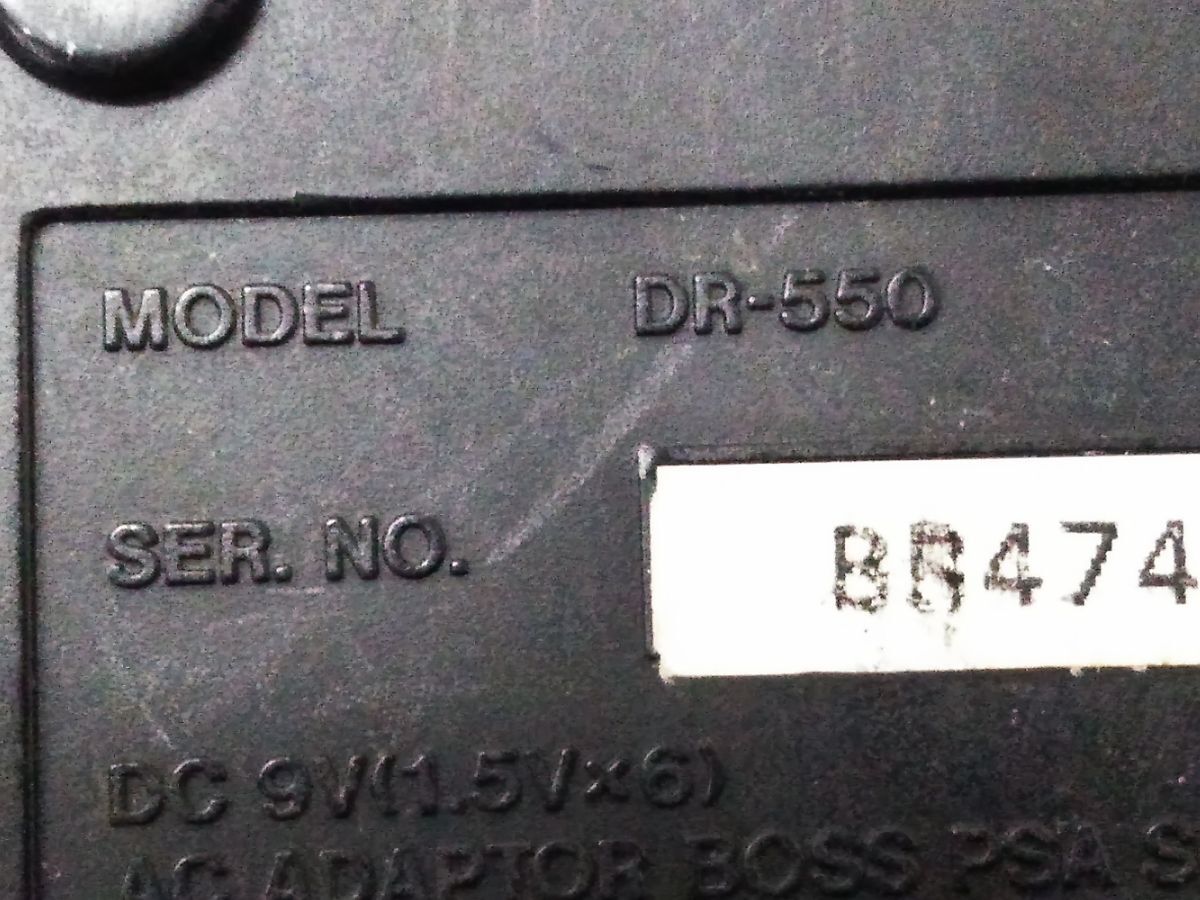 MODEL DR-550
SER. NO. BR474
DC 9V(1.5V×6)
AC ADAPTOR BOSS PSA S